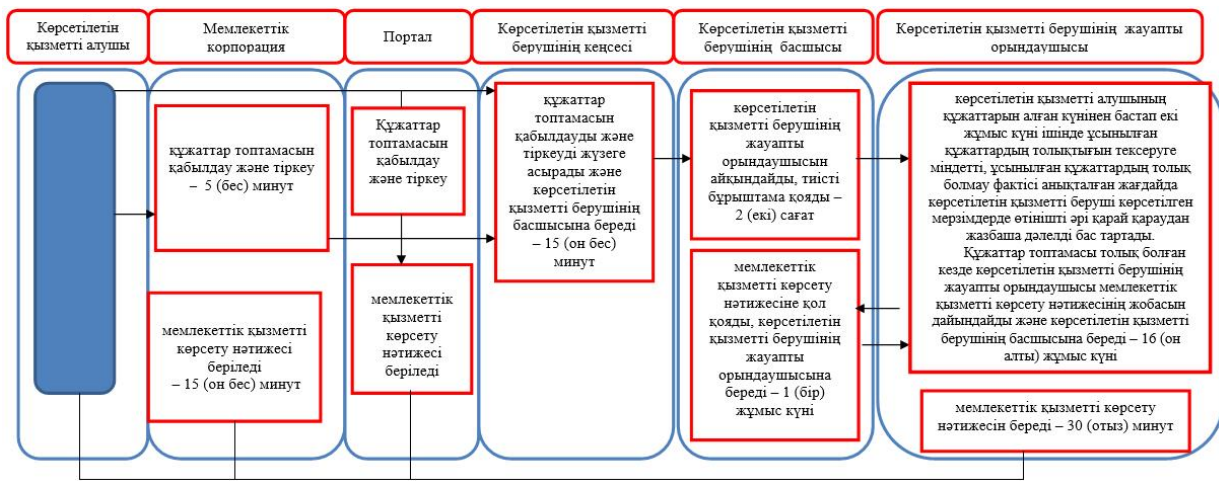 Көрсетілетін
қызметті алушы
Мемлекеттік
корпорация
Портал
Көрсетілетін қызметті
берушінің кеңсесі
Көрсетілетін қызметті
берушінің басшысы
Көрсетілетін қызметті берушінің жауапты
орындаушысы
құжаттар топтамасын
қабылдау және тіркеу
– 5 (бес) минут
мемлекеттік қызметті
көрсету нәтижесі
беріледі
– 15 (он бес) минут
Құжаттар
топтамасын
қабылдау
және тіркеу
мемлекеттік
қызметті
көрсету
нәтижесі
беріледі
құжаттар
топтамасын
қабылдауды және
тіркеуді жүзеге
асырады және
көрсетілетін
қызметті берушінің
басшысына береді
– 15 (он бес)
минут
көрсетілетін
қызметті берушінің
жауапты
орындаушысын
айқындайды, тиісті
бұрыштама қояды –
2 (екі) сағат
мемлекеттік
қызметті көрсету
нәтижесіне қол
қояды, көрсетілетін
қызметті берушінің
жауапты
орындаушысына
береді – 1 (бір)
жұмыс күні
көрсетілетін қызметті алушының
құжаттарын алған күнінен бастап екі
жұмыс күні ішінде ұсынылған
құжаттардың толықтығын тексеруге
міндетті, ұсынылған құжаттардың толық
болмау фактісі анықталған жағдайда
көрсетілетін қызметті беруші көрсетілген
мерзімдерде өтінішті әрі қарай қараудан
жазбаша дәлелді бас тартады.
Құжаттар топтамасы толық болған
кезде көрсетілетін қызметті берушінің
жауапты орындаушысы мемлекеттік
қызметті көрсету нәтижесінің жобасын
дайындайды және көрсетілетін қызметті
берушінің басшысына береді – 16 (он
алты) жұмыс күні
мемлекеттік қызметті көрсету
нәтижесін береді – 30 (отыз) минут